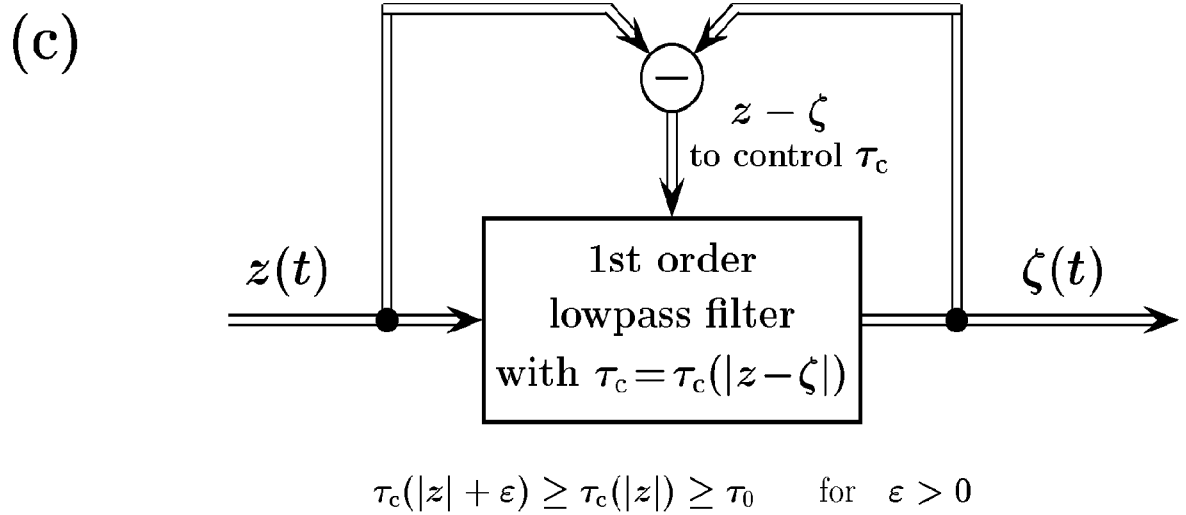 (c)
−
z − ζ
to control τc
z(t)
ζ(t)
1st order
lowpass filter
with τc=τc(|z−ζ|)
τc(|z| + ε) ≥ τc(|z|) ≥ τ0 for ε > 0